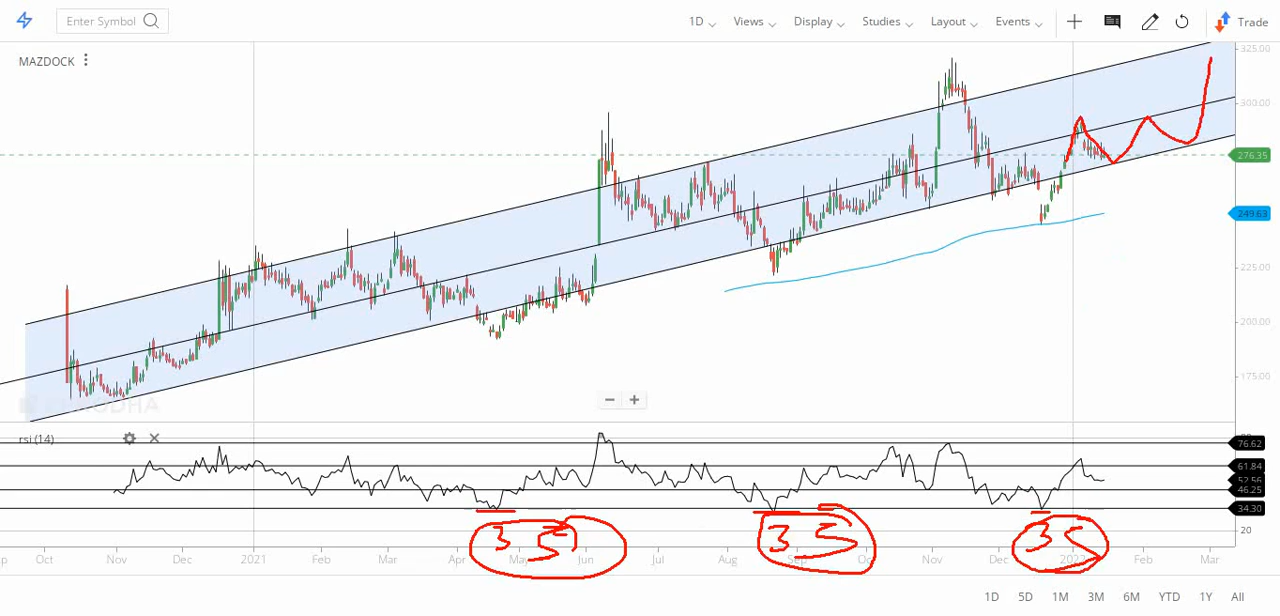 Enter Symbol 1D Views Display Studies Layout Events Trade
MAZDOCK
325.00
300.00
276.35
249.63
225.00
200.00
175.00
rsi (14)
76.62
61.84
52.56
46.25
34.30
20
35 35 35
Oct Nov Dec 2021 Feb Mar Apr May Jun Jul Sep Oct Nov Dec 2022 Feb Mar
1D 5D 1M 3M 6M YTD 1Y All